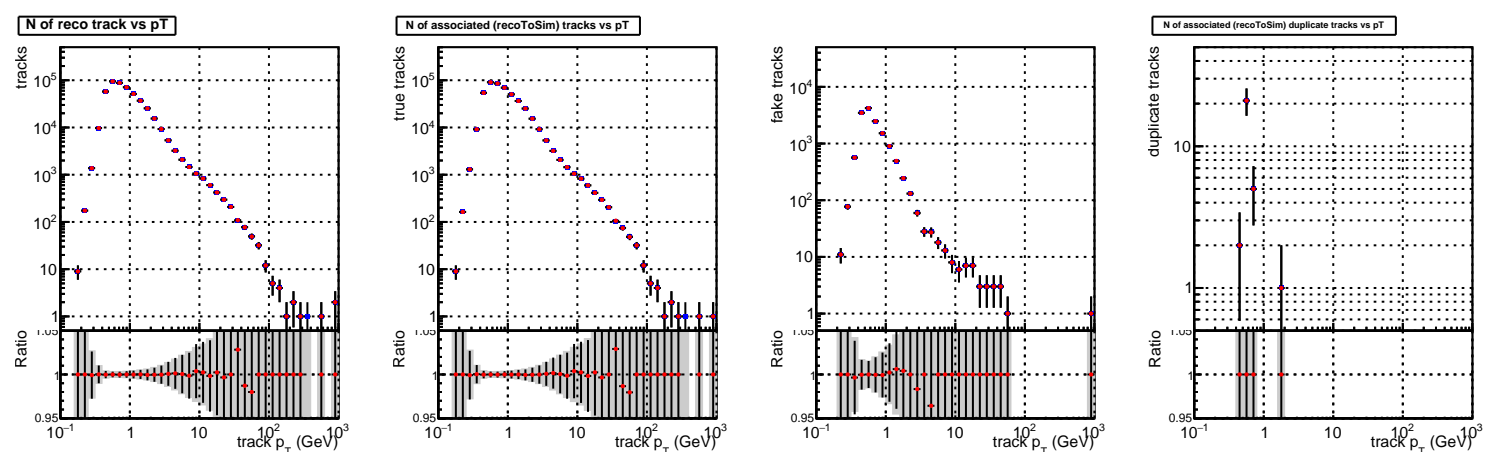 N of reco track vs pT
tracks
10^5
10^4
10^3
10^2
10
1
Ratio
1.05
1
0.95
10^-1 1 10 10^2 10^3
track p_T (GeV)
N of associated (recoToSim) tracks vs pT
true tracks
10^5
10^4
10^3
10^2
10
1
Ratio
1.05
1
0.95
10^-1 1 10 10^2 10^3
track p_T (GeV)
fake tracks
10^4
10^3
10^2
10
1
Ratio
1.05
1
0.95
10^-1 1 10 10^2 10^3
track p_T (GeV)
N of associated (recoToSim) duplicate tracks vs pT
duplicate tracks
10
1
Ratio
1.05
1
0.95
10^-1 1 10 10^2 10^3
track p_T (GeV)